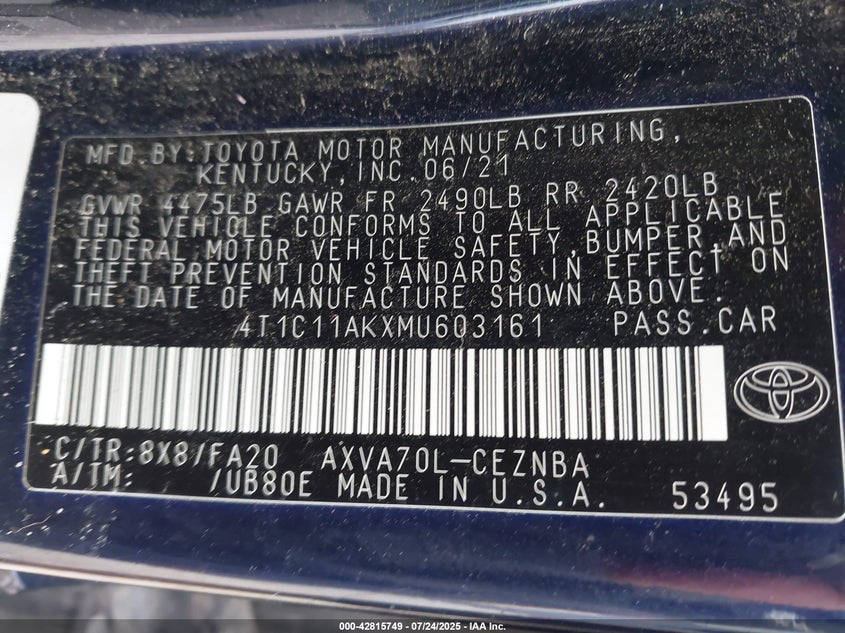 MFD.BY:TOYOTA MOTOR MANUFACTURING,
KENTUCKY,INC.06/21
GVWR 4475LB GAWR FR 2490LB RR 2420LB
THIS VEHICLE CONFORMS TO ALL APPLICABLE
FEDERAL MOTOR VEHICLE SAFETY,BUMPER,AND
THEFT PREVENTION STANDARDS IN EFFECT ON
THE DATE OF MANUFACTURE SHOWN ABOVE.
4T1C11AKXMU603161 PASS.CAR
C/TR:8X8/FA20 AXVA70L-CEZNBA
A/TM: /UB80E MADE IN U.S.A. 53495
000-42815749 - 07/24/2025 - IAA Inc.